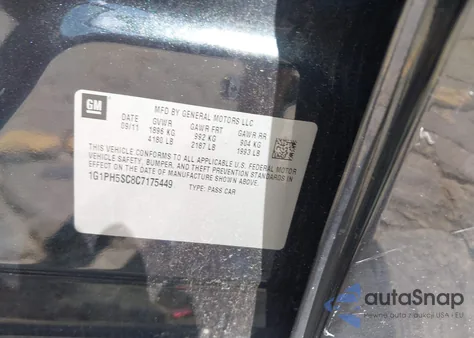 GM
MFD BY GENERAL MOTORS LLC
DATE GVWR GAWR FRT GAWR RR
09/11 1896 KG 992 KG 904 KG
4180 LB 2187 LB 1993 LB
THIS VEHICLE CONFORMS TO ALL APPLICABLE U.S. FEDERAL MOTOR
VEHICLE SAFETY, BUMPER, AND THEFT PREVENTION STANDARDS IN
EFFECT ON THE DATE OF MANUFACTURE SHOWN ABOVE.
1G1PH5SC8C7175449 TYPE: PASS CAR
autoSnap